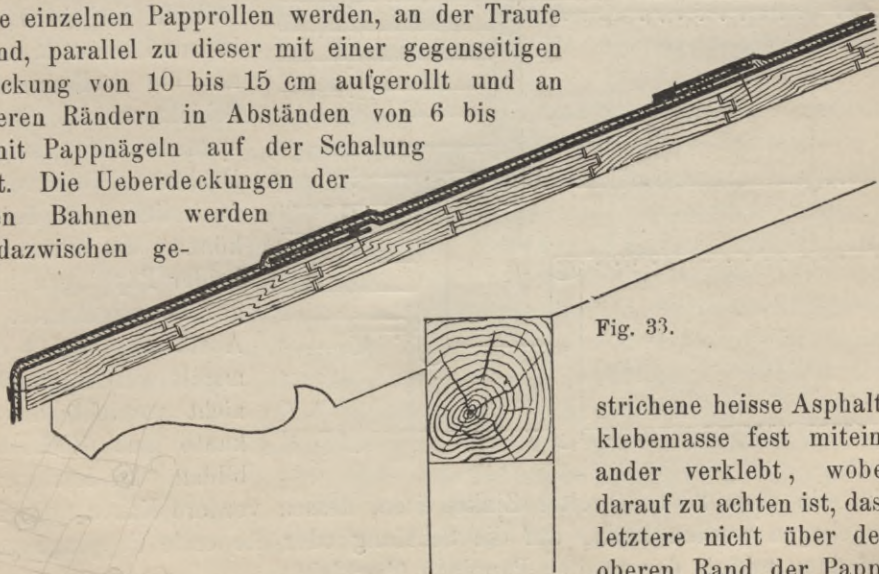 e einzelnen Papprollen werden, an der Traufe
nd, parallel zu dieser mit einer gegenseitigen
ckung von 10 bis 15 cm aufgerollt und an
eren Rändern in Abständen von 6 bis
nit Pappnägeln auf der Schalung
t. Die Ueberdeckungen der
en Bahnen werden
dazwischen ge-
Fig. 33.
strichene heisse Asphalt
klebemasse fest mitein
ander verklebt, wobe
darauf zu achten ist, das
letztere nicht über de
oberen Rand der Papp